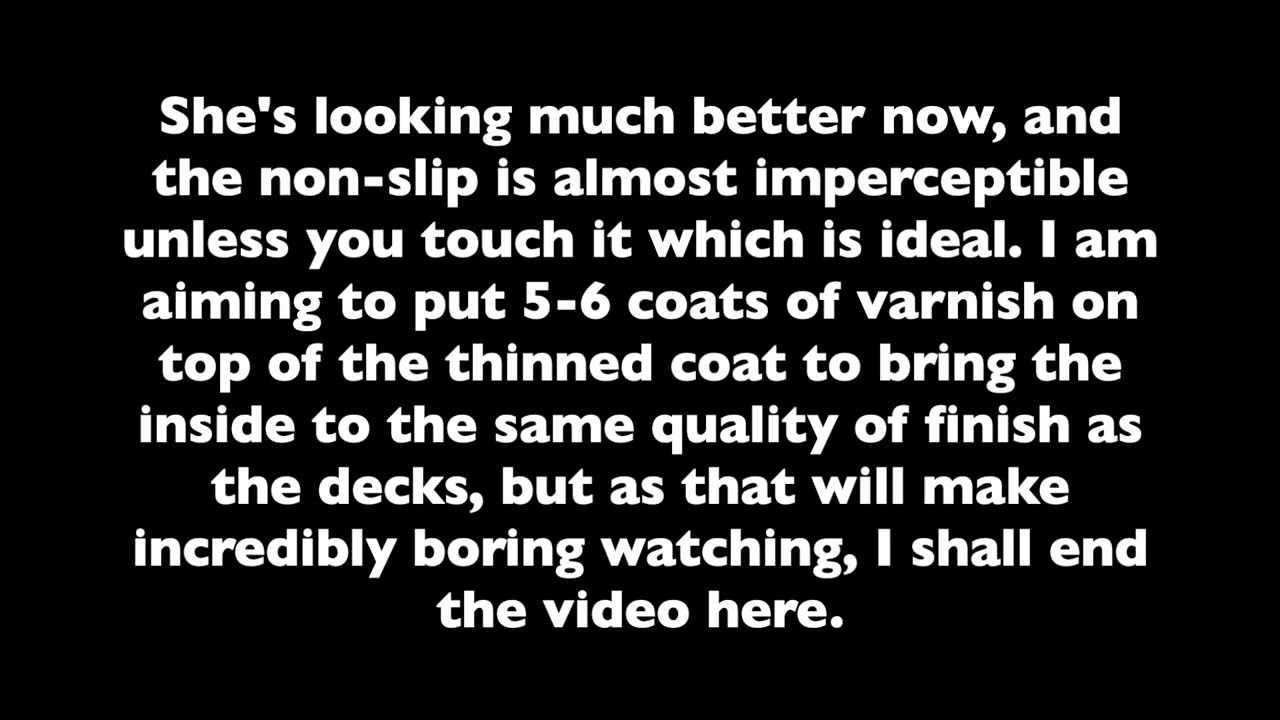 She's looking much better now, and
the non-slip is almost imperceptible
unless you touch it which is ideal. I am
aiming to put 5-6 coats of varnish on
top of the thinned coat to bring the
inside to the same quality of finish as
the decks, but as that will make
incredibly boring watching, I shall end
the video here.